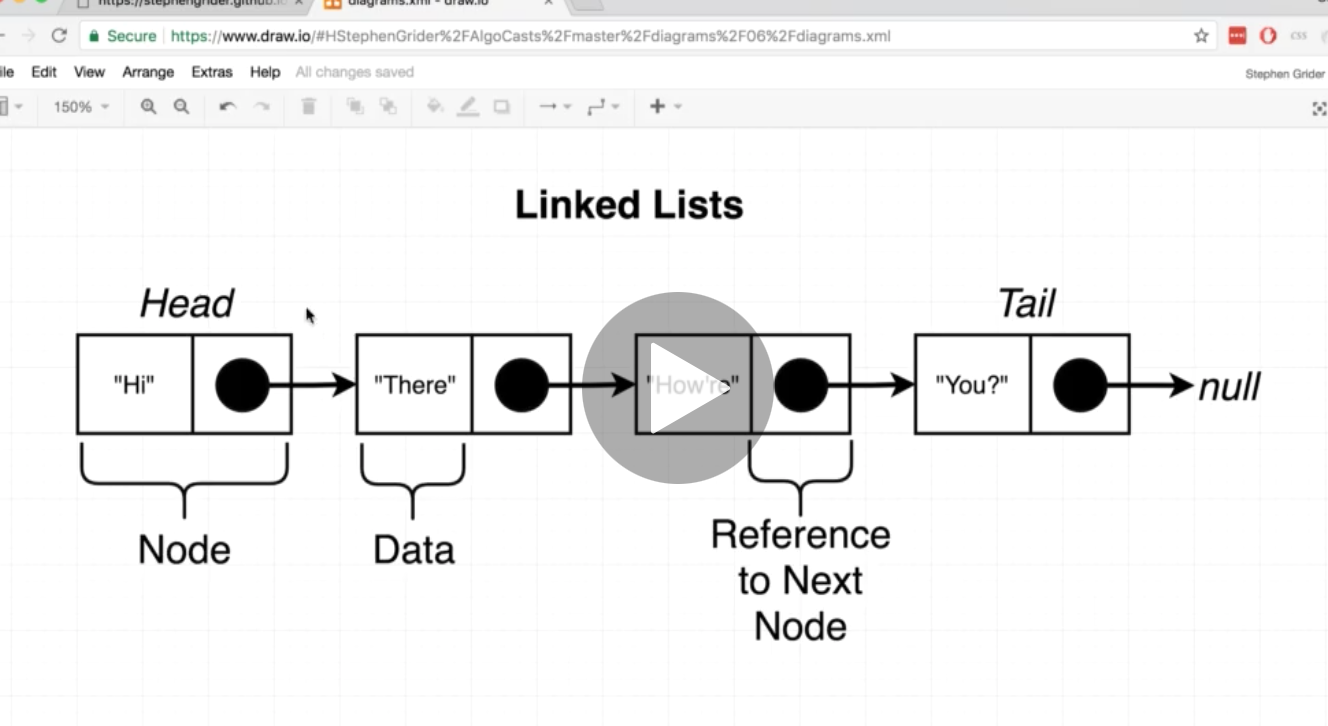 https://stephengrider.github.io
diagrams.xml - draw.io
Secure https://www.draw.io/#HStephenGrider%2FAlgoCasts%2Fmaster%2Fdiagrams%2F06%2Fdiagrams.xml
ile Edit View Arrange Extras Help All changes saved
Stephen Grider
150%
Linked Lists
Head
Tail
"Hi"
"There"
"How're"
"You?"
null
Node
Data
Reference
to Next
Node